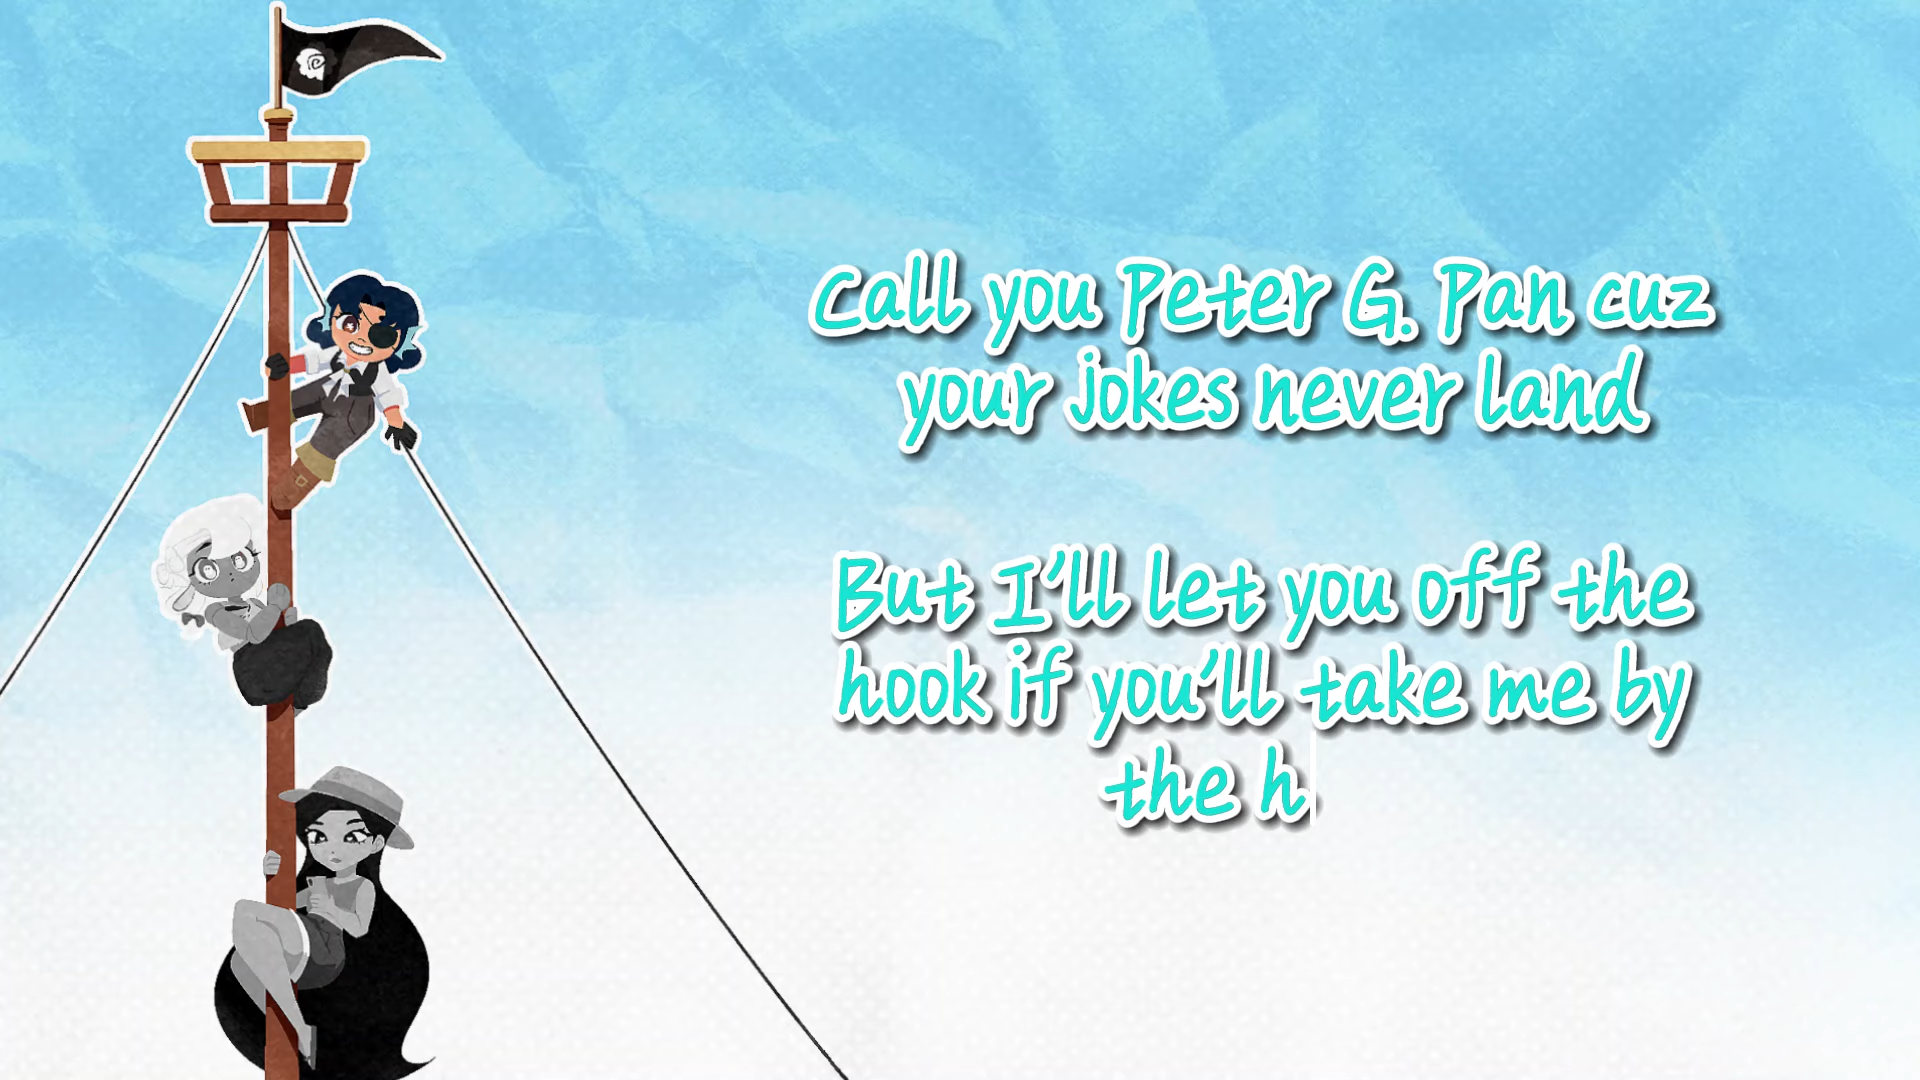 Call you Peter G. Pan cuz
your jokes never land
But I'll let you off the
hook if you'll take me by
the h